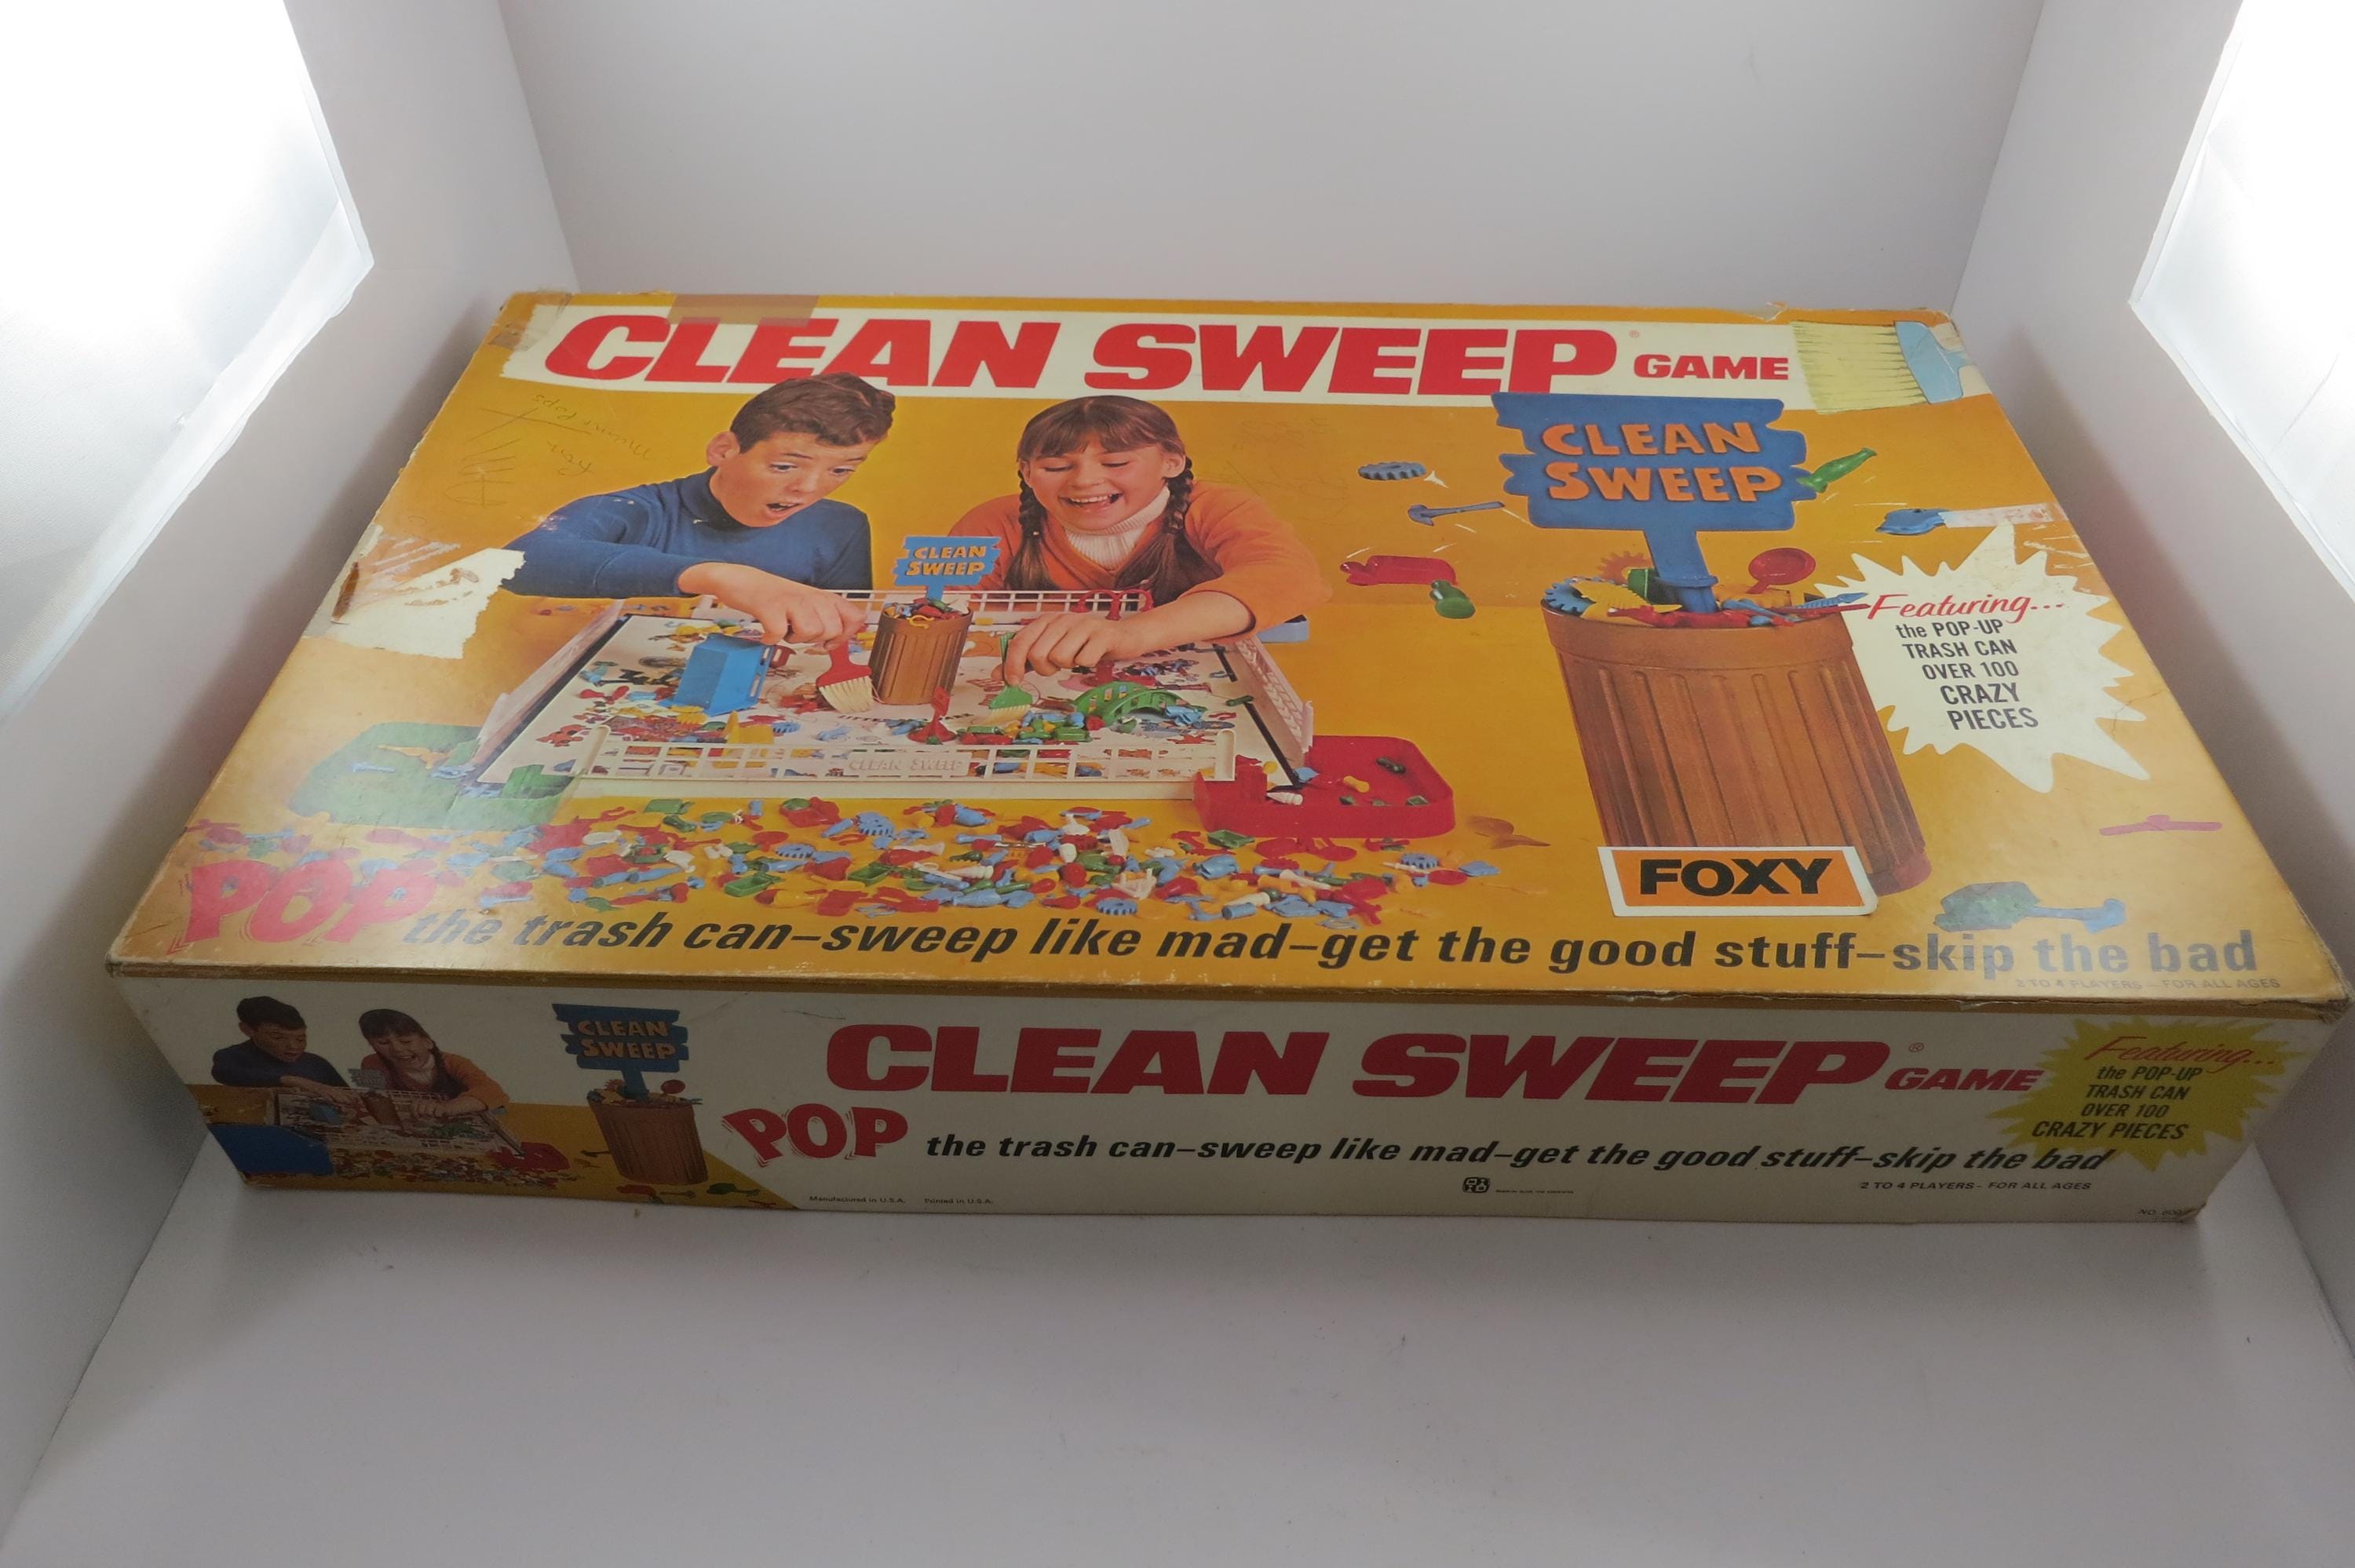 CLEAN SWEEP GAME
CLEAN
SWEEP
CLEAN
SWEEP
Featuring...
the POP-UP
TRASH CAN
OVER 100
CRAZY
PIECES
CLEAN SWEEP
FOXY
POP the trash can-sweep like mad-get the good stuff-skip the bad
2 TO 4 PLAYERS - FOR ALL AGES
CLEAN
SWEEP
CLEAN SWEEP® GAME
Featuring...
the POP-UP
TRASH CAN
OVER 100
CRAZY PIECES
POP the trash can-sweep like mad-get the good stuff-skip the bad
2 TO 4 PLAYERS- FOR ALL AGES
Manufactured in U.S.A. Printed in U.S.A.